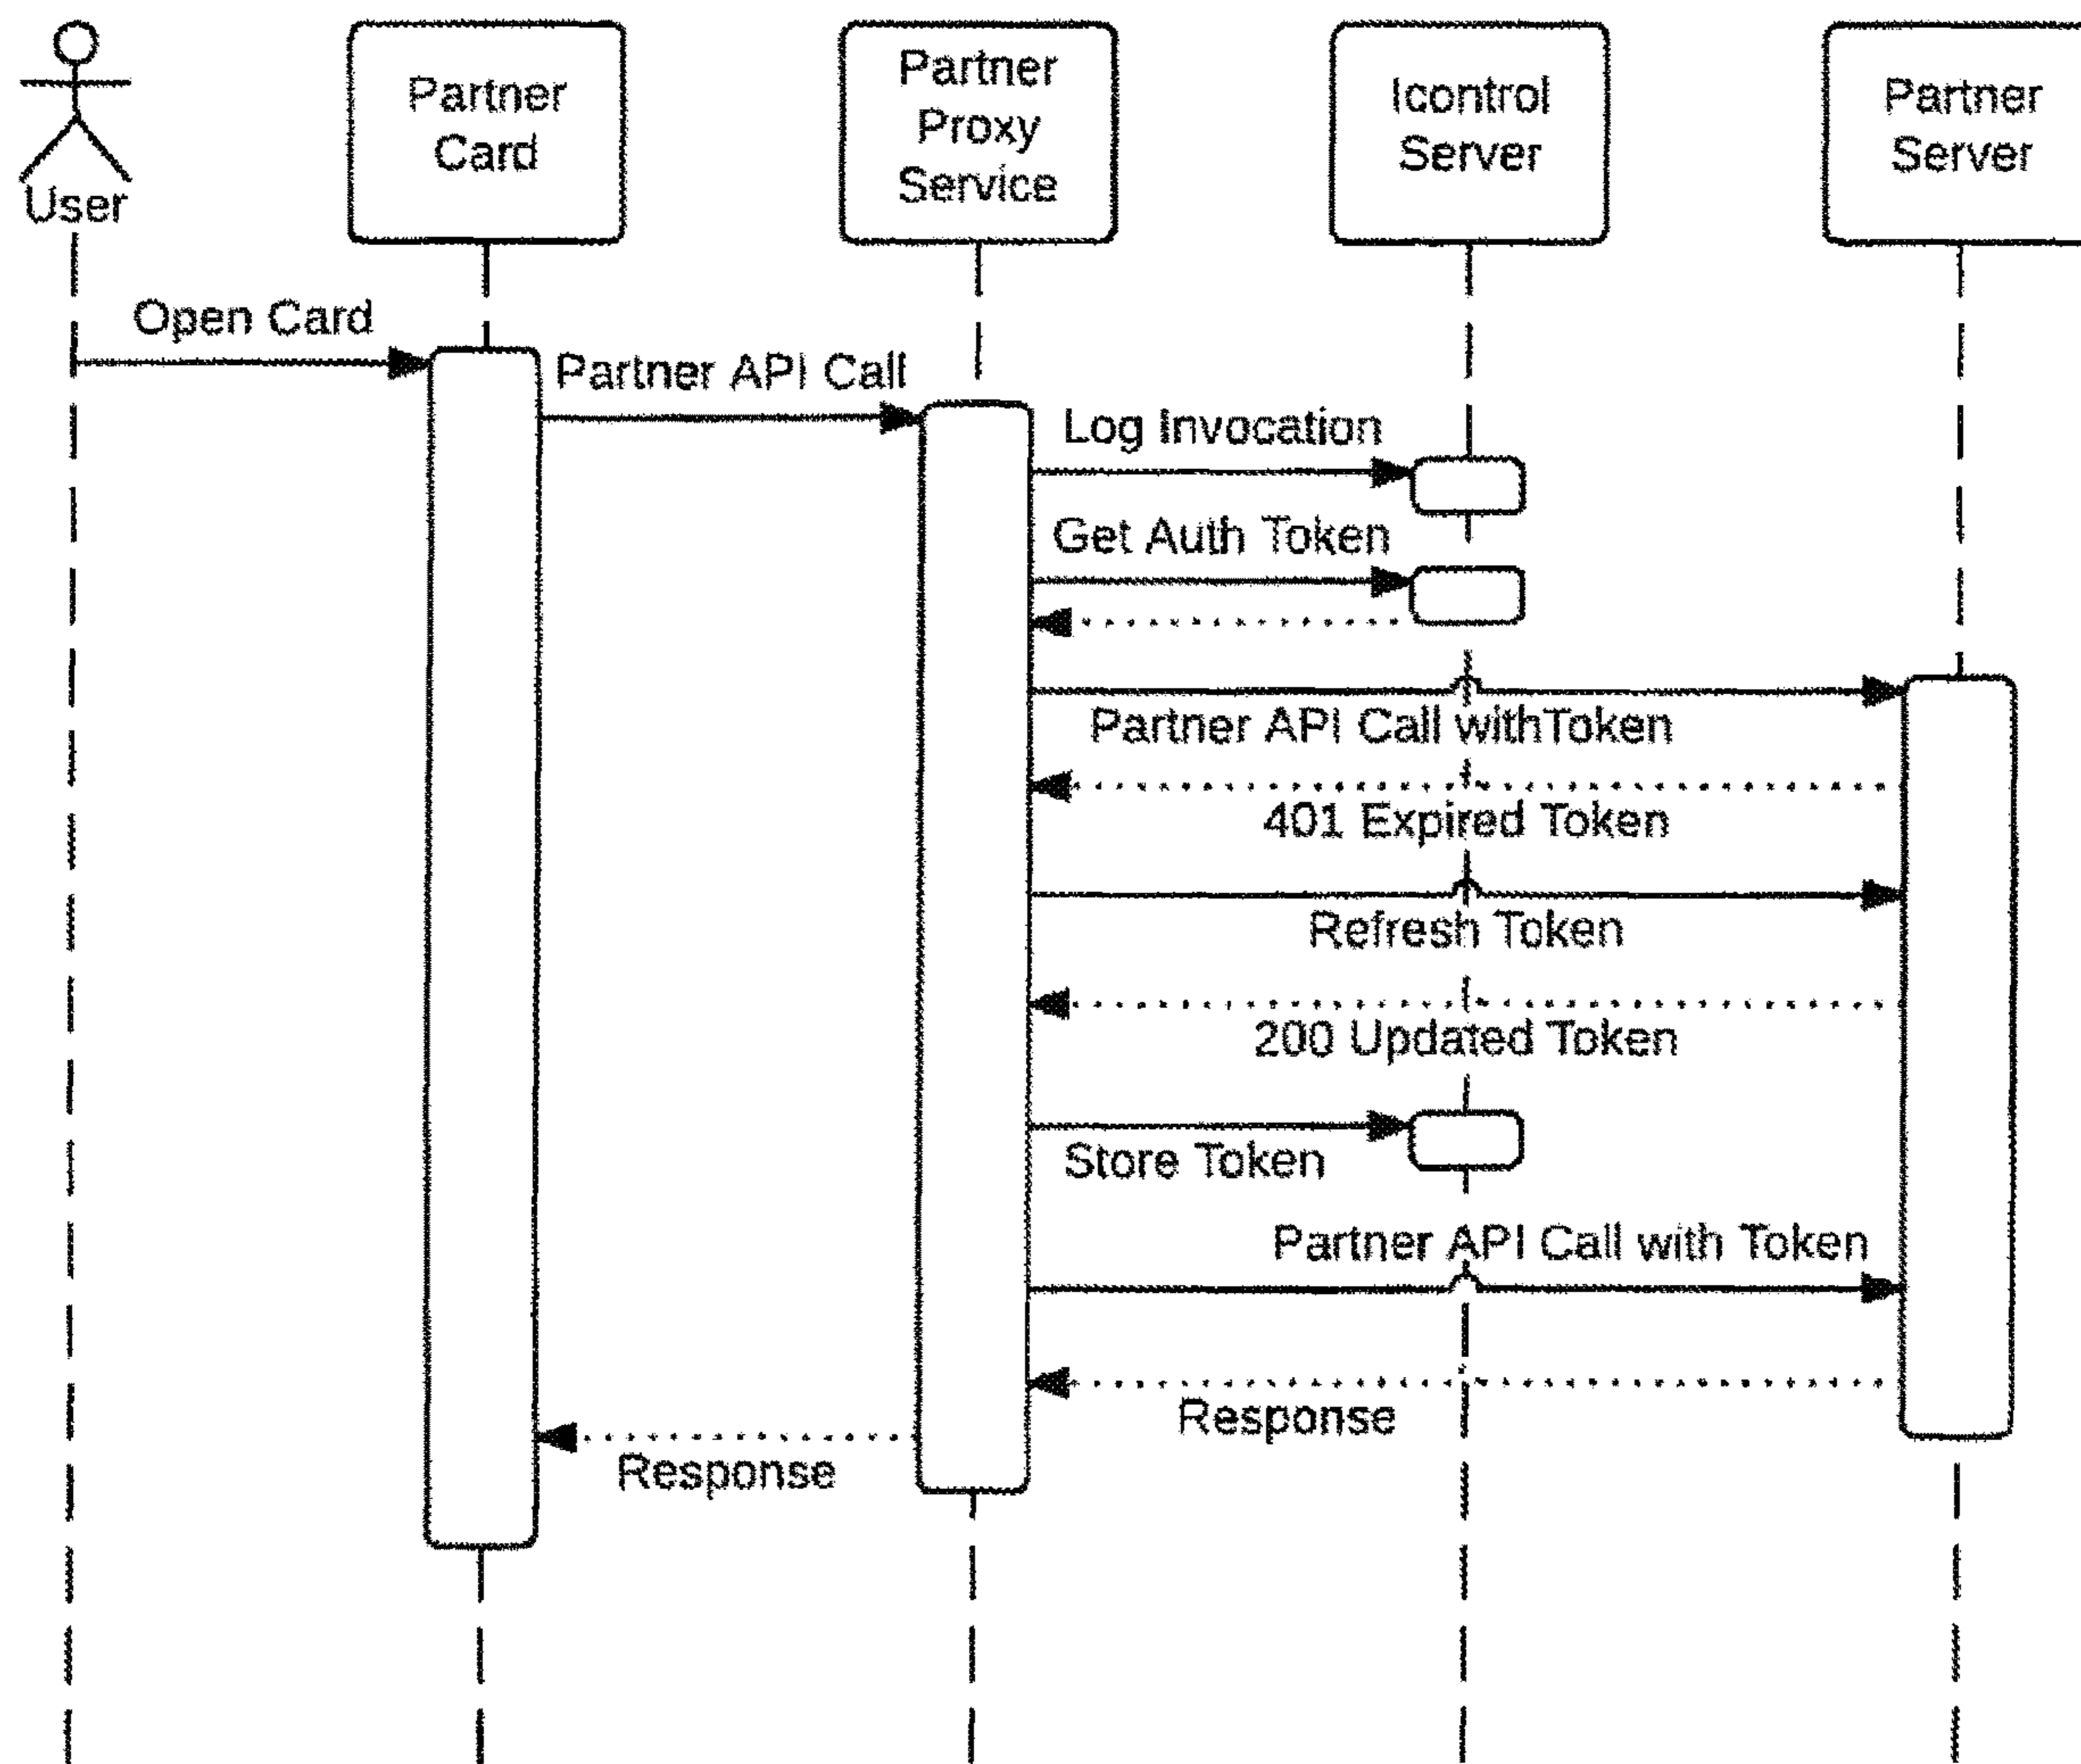 User
Partner
Card
Partner
Proxy
Service
Icontrol
Server
Partner
Server
Open Card
Partner API Call
Log Invocation
Get Auth Token
Partner API Call withToken
401 Expired Token
Refresh Token
200 Updated Token
Store Token
Partner API Call with Token
Response
Response